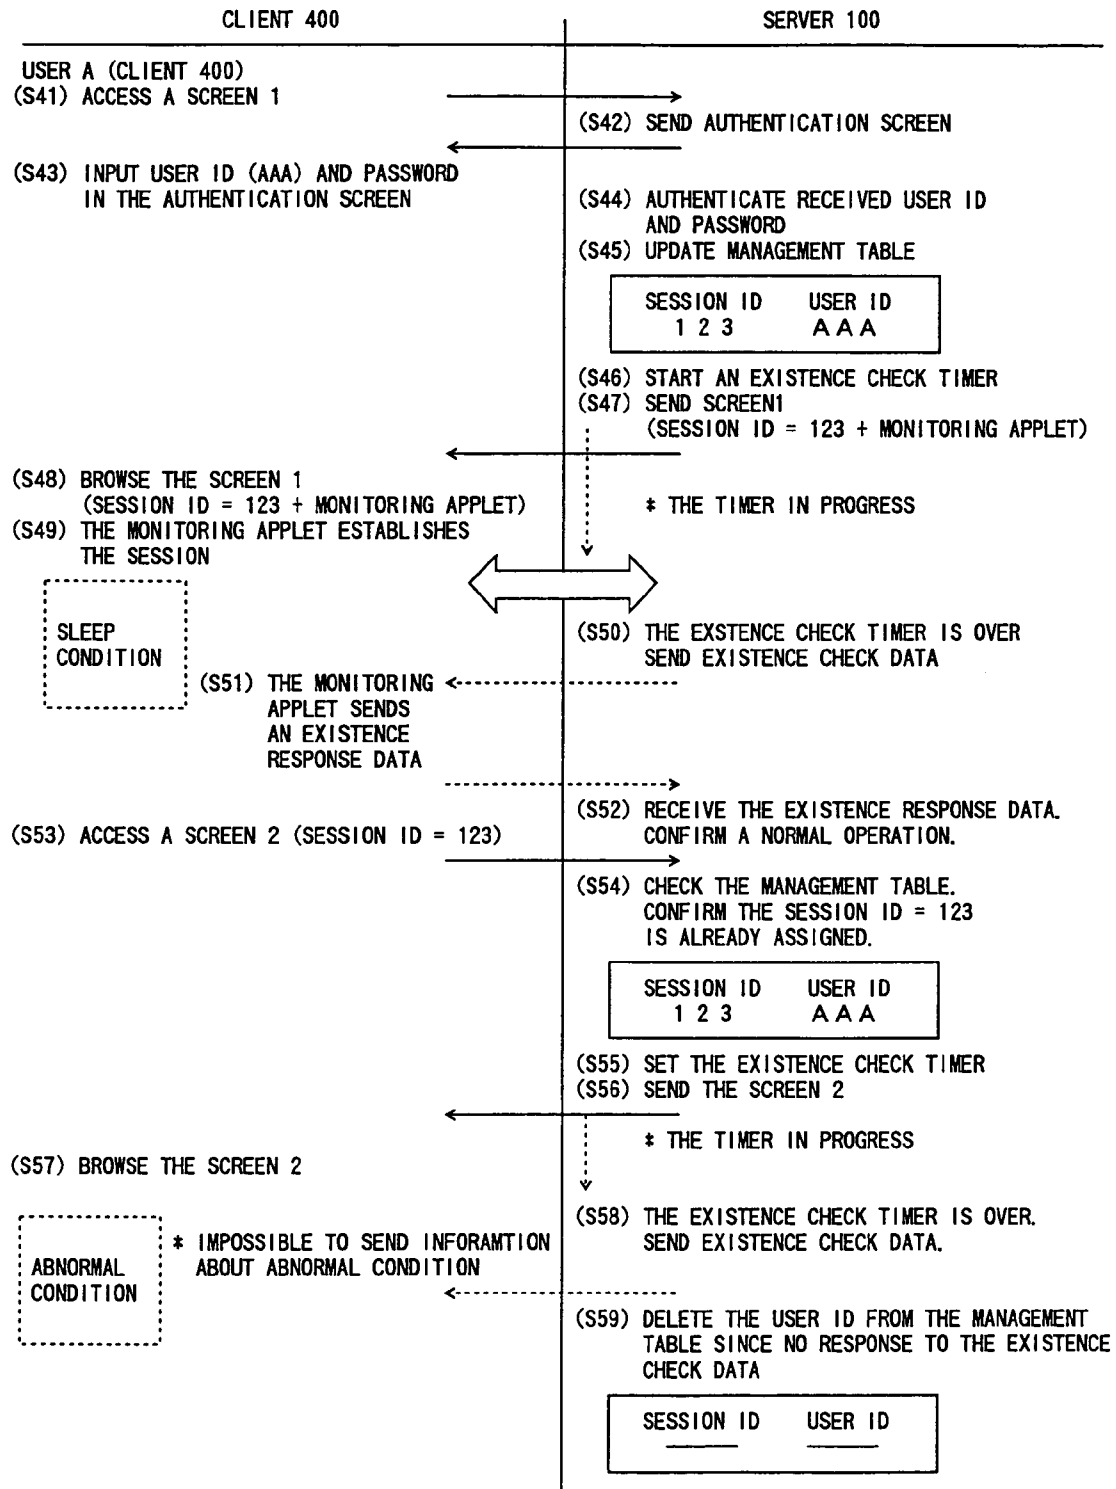 CLIENT 400
SERVER 100
USER A (CLIENT 400)
(S41) ACCESS A SCREEN 1
(S42) SEND AUTHENTICATION SCREEN
(S43) INPUT USER ID (AAA) AND PASSWORD
IN THE AUTHENTICATION SCREEN
(S44) AUTHENTICATE RECEIVED USER ID
AND PASSWORD
(S45) UPDATE MANAGEMENT TABLE
SESSION ID USER ID
1 2 3 A A A
(S46) START AN EXISTENCE CHECK TIMER
(S47) SEND SCREEN1
(SESSION ID = 123 + MONITORING APPLET)
(S48) BROWSE THE SCREEN 1
(SESSION ID = 123 + MONITORING APPLET)
* THE TIMER IN PROGRESS
(S49) THE MONITORING APPLET ESTABLISHES
THE SESSION
SLEEP
CONDITION
(S50) THE EXSTENCE CHECK TIMER IS OVER
SEND EXISTENCE CHECK DATA
(S51) THE MONITORING
APPLET SENDS
AN EXISTENCE
RESPONSE DATA
(S52) RECEIVE THE EXISTENCE RESPONSE DATA.
CONFIRM A NORMAL OPERATION.
(S53) ACCESS A SCREEN 2 (SESSION ID = 123)
(S54) CHECK THE MANAGEMENT TABLE.
CONFIRM THE SESSION ID = 123
IS ALREADY ASSIGNED.
SESSION ID USER ID
1 2 3 A A A
(S55) SET THE EXISTENCE CHECK TIMER
(S56) SEND THE SCREEN 2
* THE TIMER IN PROGRESS
(S57) BROWSE THE SCREEN 2
(S58) THE EXISTENCE CHECK TIMER IS OVER.
SEND EXISTENCE CHECK DATA.
ABNORMAL
CONDITION
* IMPOSSIBLE TO SEND INFORAMTION
ABOUT ABNORMAL CONDITION
(S59) DELETE THE USER ID FROM THE MANAGEMENT
TABLE SINCE NO RESPONSE TO THE EXISTENCE
CHECK DATA
SESSION ID USER ID